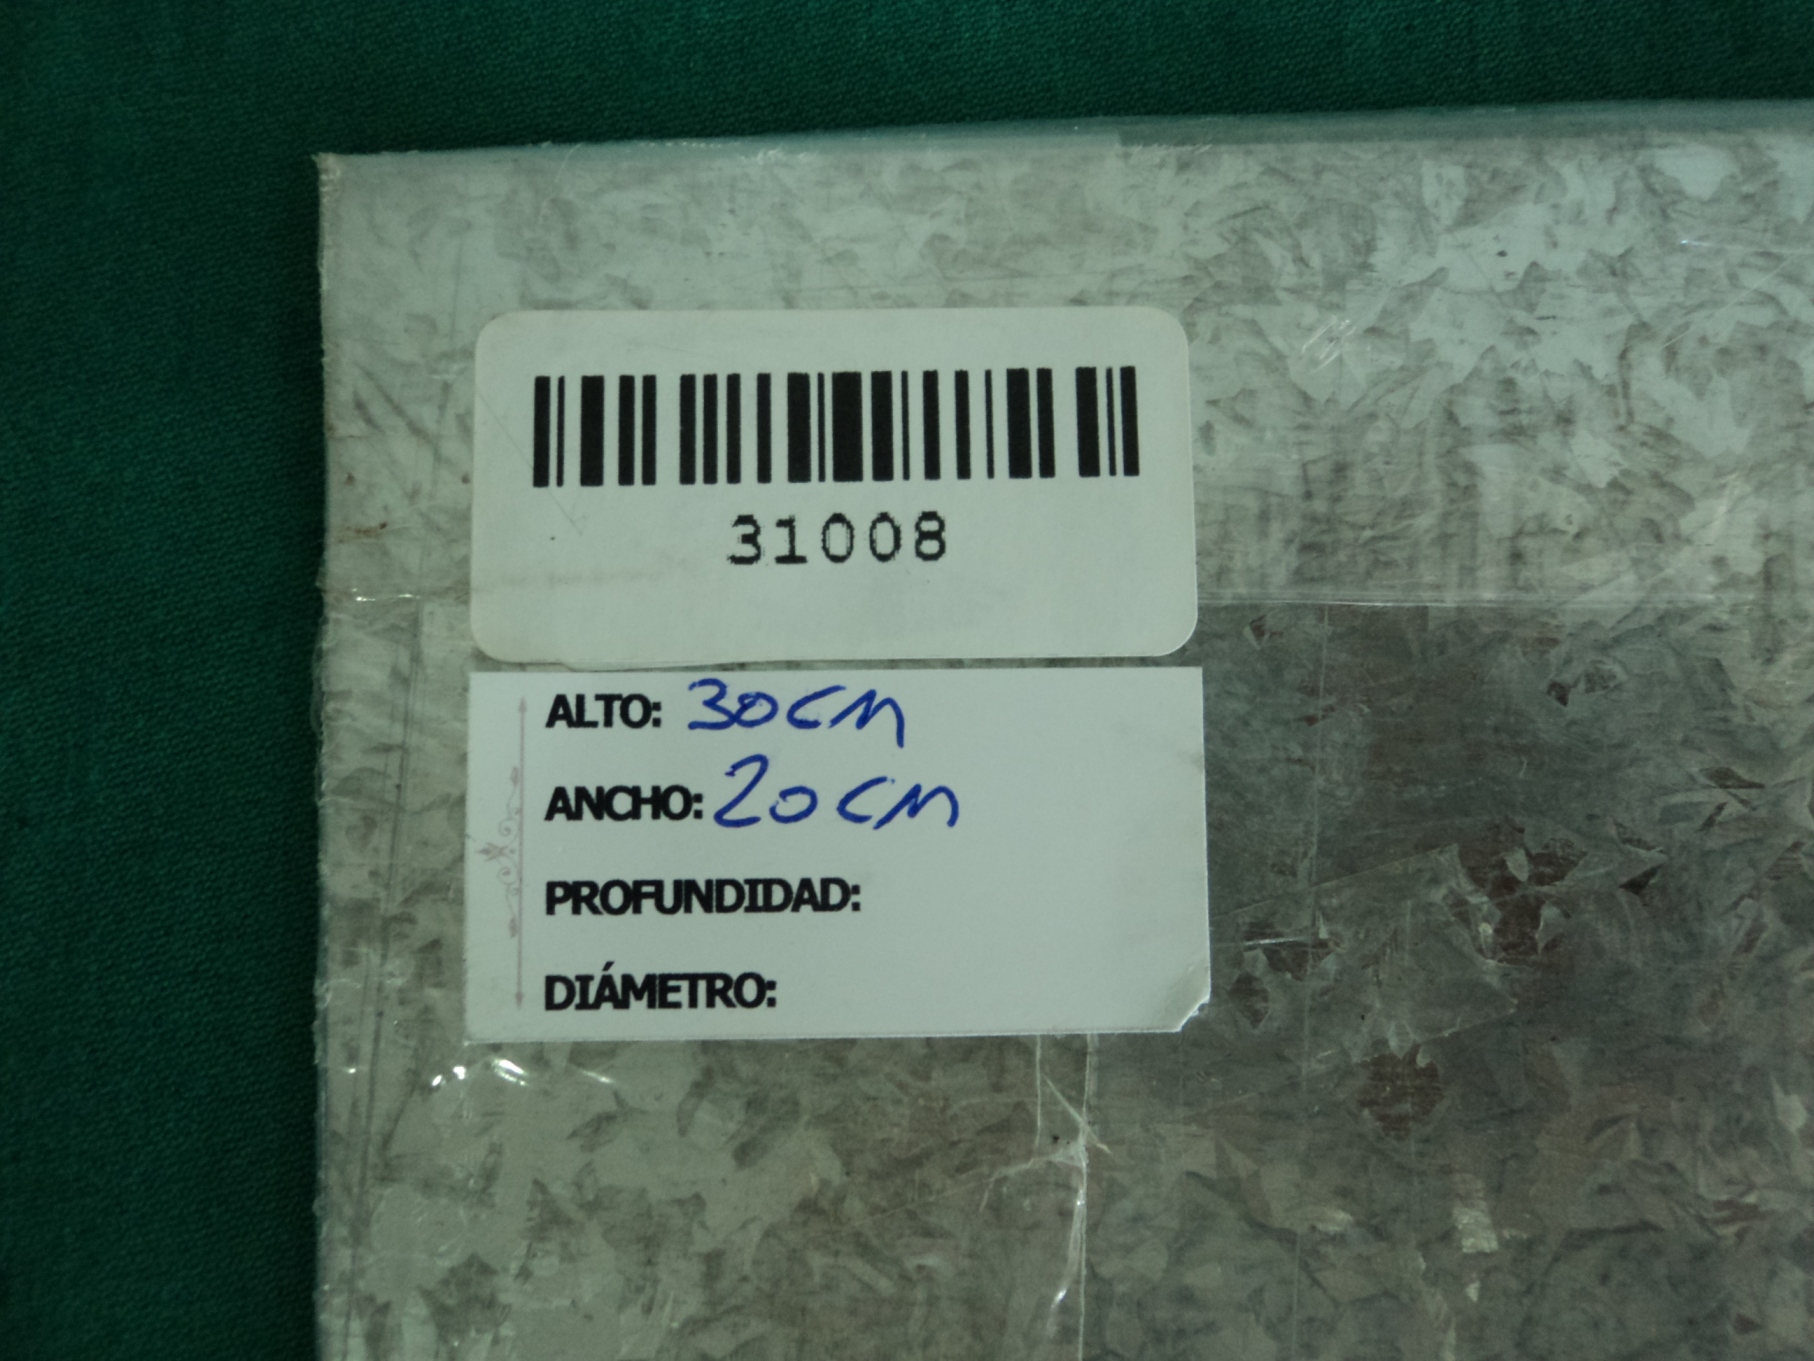 31008
ALTO: 30CM
ANCHO: 20CM
PROFUNDIDAD:
DIÁMETRO: